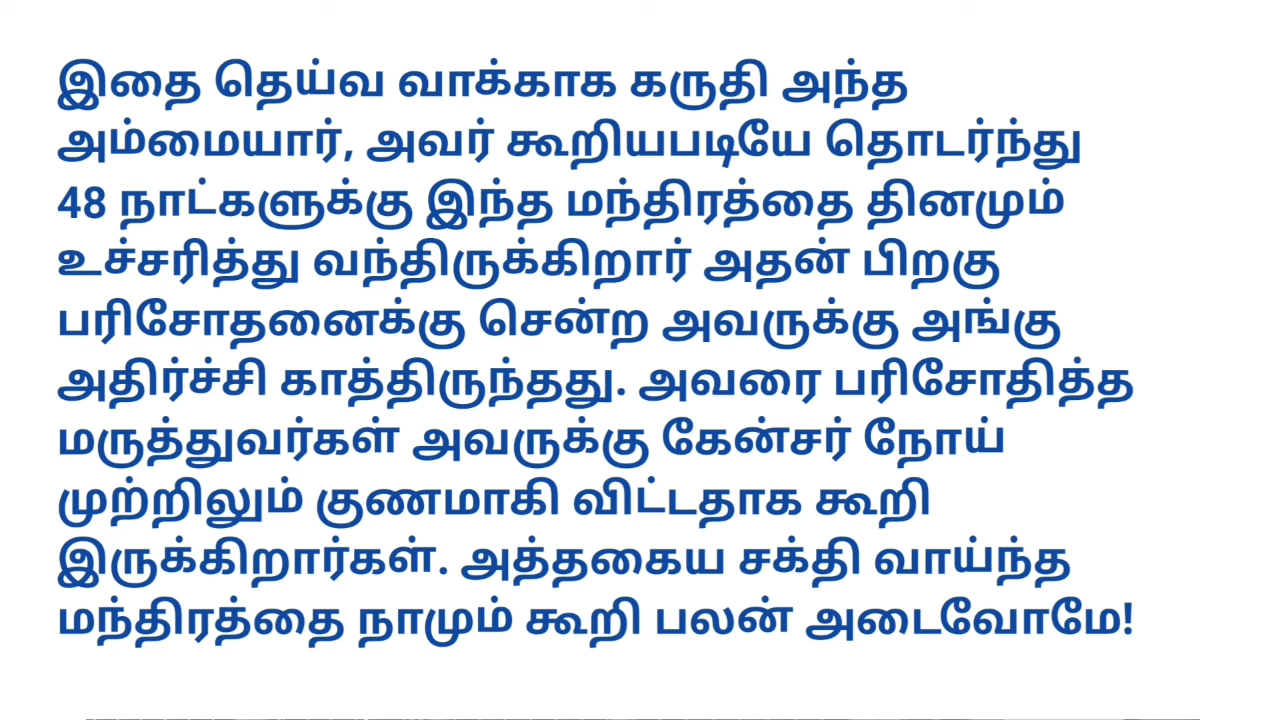 இதை தெய்வ வாக்காக கருதி அந்த
அம்மையார், அவர் கூறியபடியே தொடர்ந்து
48 நாட்களுக்கு இந்த மந்திரத்தை தினமும்
உச்சரித்து வந்திருக்கிறார் அதன் பிறகு
பரிசோதனைக்கு சென்ற அவருக்கு அங்கு
அதிர்ச்சி காத்திருந்தது. அவரை பரிசோதித்த
மருத்துவர்கள் அவருக்கு கேன்சர் நோய்
முற்றிலும் குணமாகி விட்டதாக கூறி
இருக்கிறார்கள். அத்தகைய சக்தி வாய்ந்த
மந்திரத்தை நாமும் கூறி பலன் அடைவோமே!